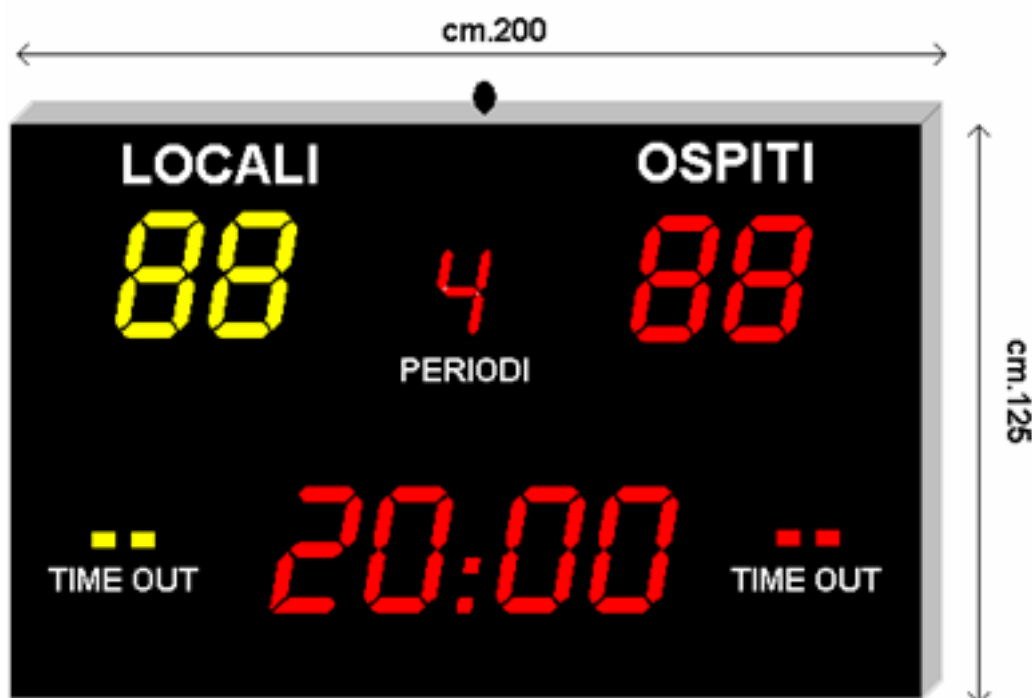 cm.200
LOCALI
OSPITI
88
4
88
PERIODI
cm.125
20:00
TIME OUT
TIME OUT